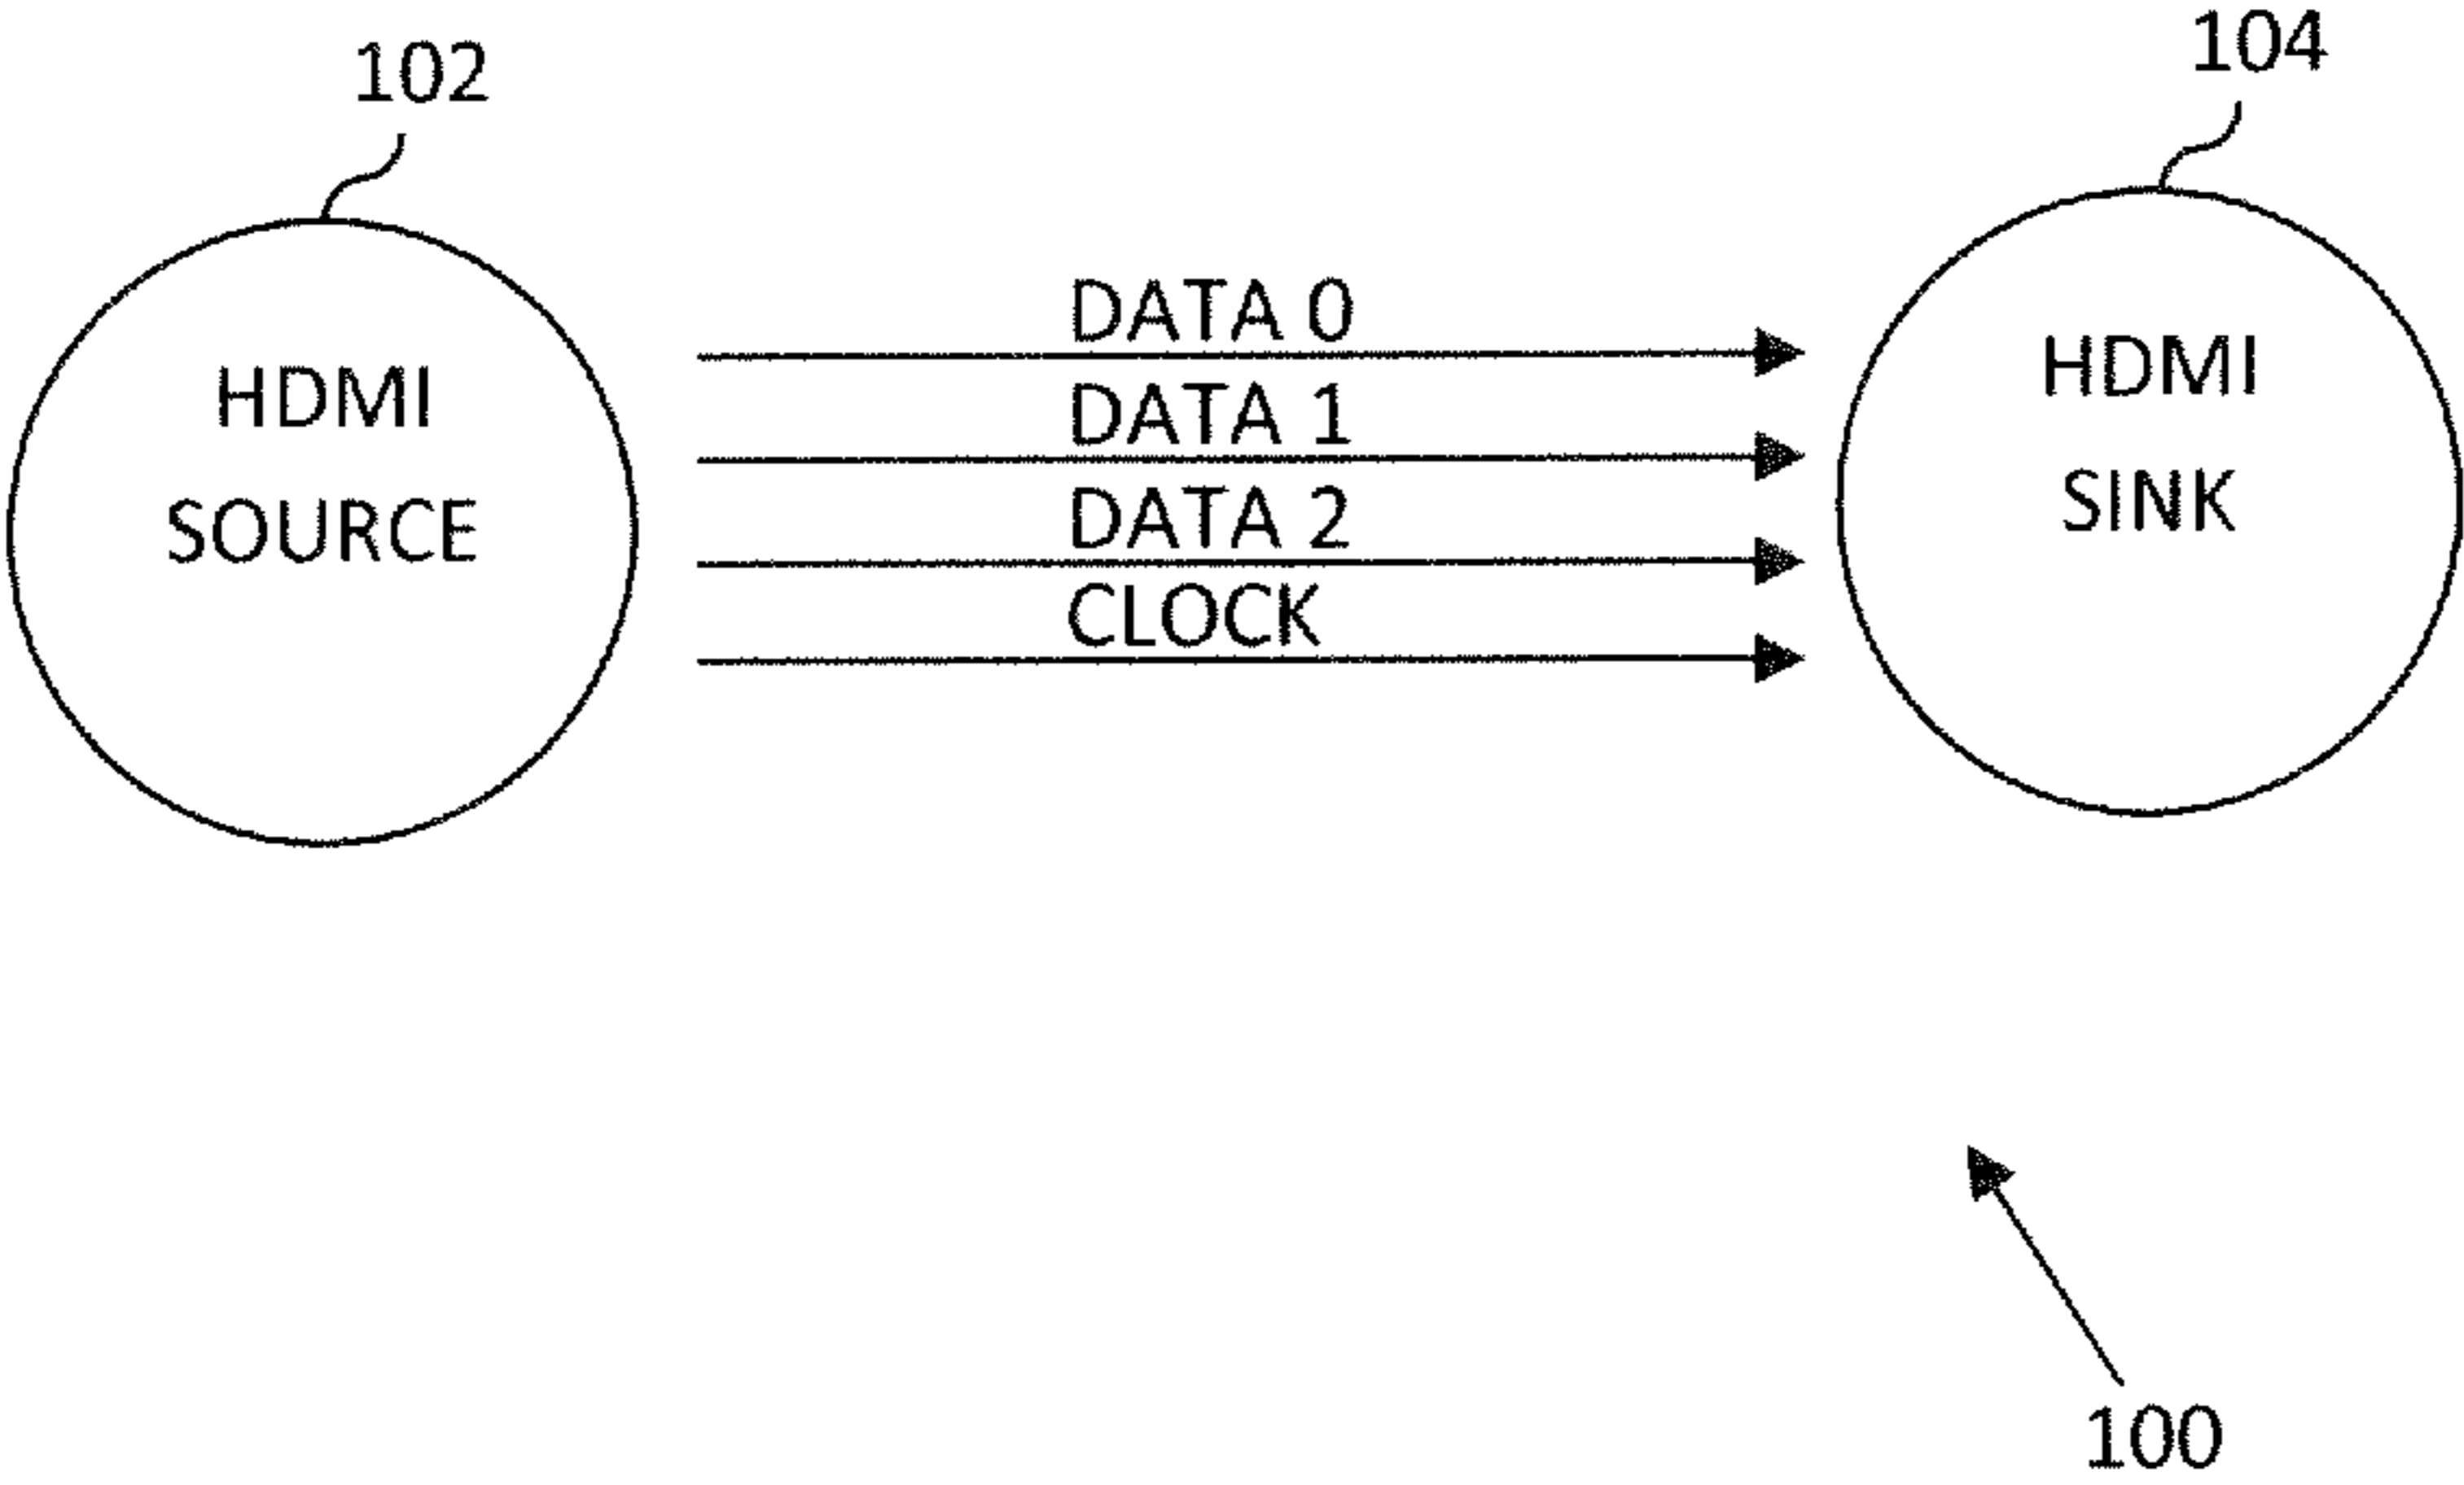 102
104
HDMI
SOURCE
DATA 0
DATA 1
DATA 2
CLOCK
HDMI
SINK
100